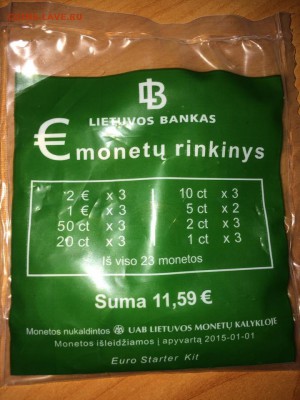 LIETUVOS BANKAS
€ monetų rinkinys
2 € x 3 10 ct x 3
1 € x 3 5 ct x 2
50 ct x 3 2 ct x 3
20 ct x 3 1 ct x 3
Iš viso 23 monetos
Suma 11,59 €
Monetos nukaldintos UAB LIETUVOS MONETŲ KALYKLOJE
Monetos išleidžiamos į apyvartą 2015-01-01
Euro Starter Kit